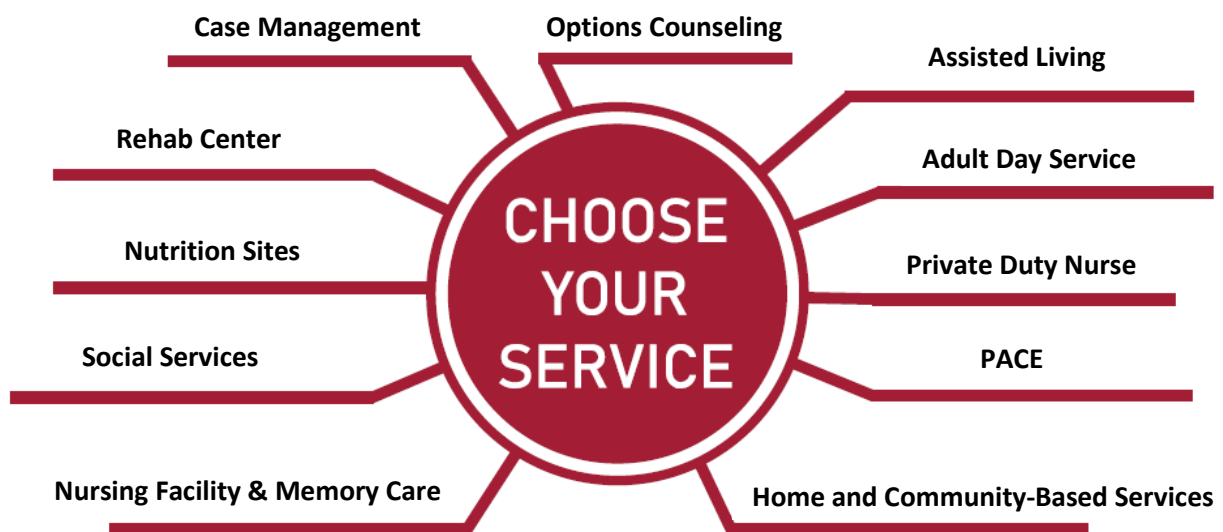 Case Management
Options Counseling
Assisted Living
Rehab Center
Adult Day Service
Nutrition Sites
Private Duty Nurse
Social Services
PACE
Nursing Facility & Memory Care
Home and Community-Based Services
CHOOSE
YOUR
SERVICE